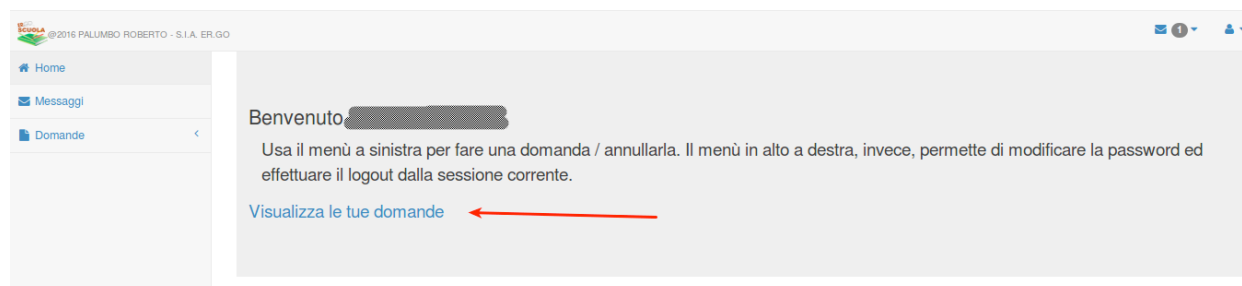 ER
SCUOLA @2016 PALUMBO ROBERTO - S.I.A. ER.GO
1
Home
Messaggi
Domande
Benvenuto
Usa il menù a sinistra per fare una domanda / annullarla. Il menù in alto a destra, invece, permette di modificare la password ed
effettuare il logout dalla sessione corrente.
Visualizza le tue domande